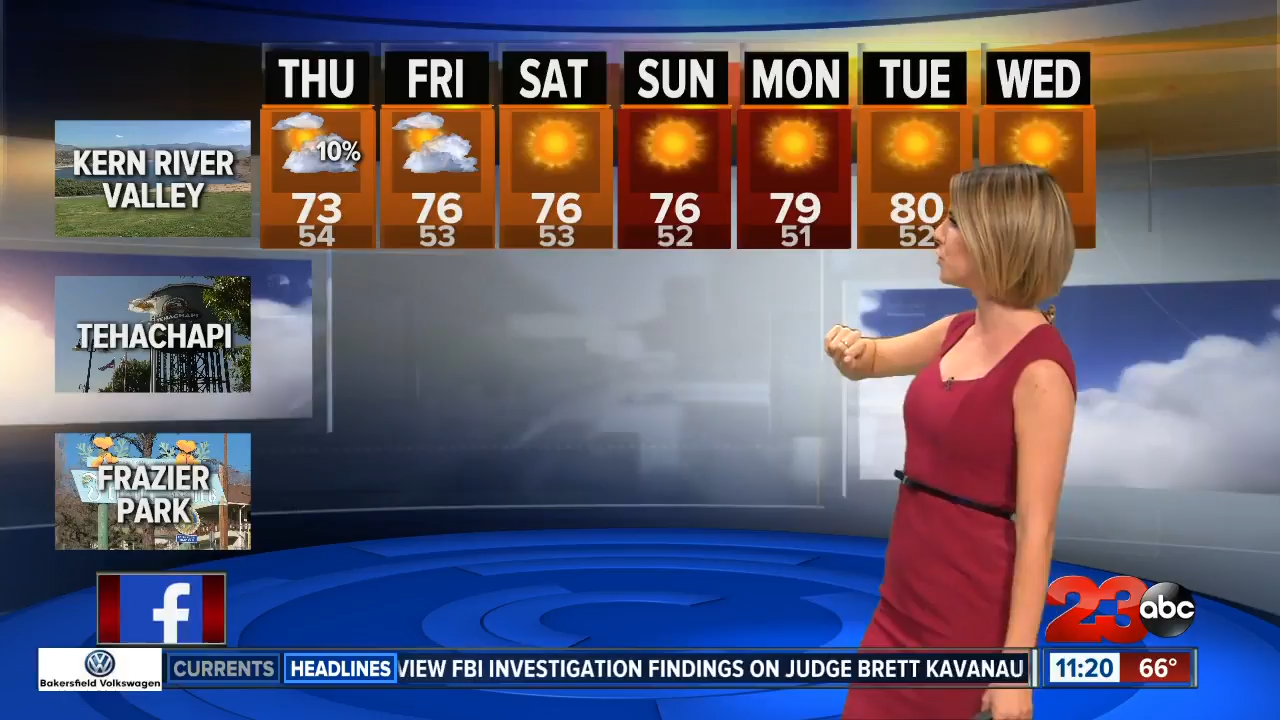 THU FRI SAT SUN MON TUE WED
KERN RIVER
VALLEY
10%
73 76 76 76 79 80
54 53 53 52 51 52
TEHACHAPI
TEHACHAPI
FRAZIER
PARK
f
23 abc
Bakersfield Volkswagen
CURRENTS HEADLINES VIEW FBI INVESTIGATION FINDINGS ON JUDGE BRETT KAVANAU
11:20 66°